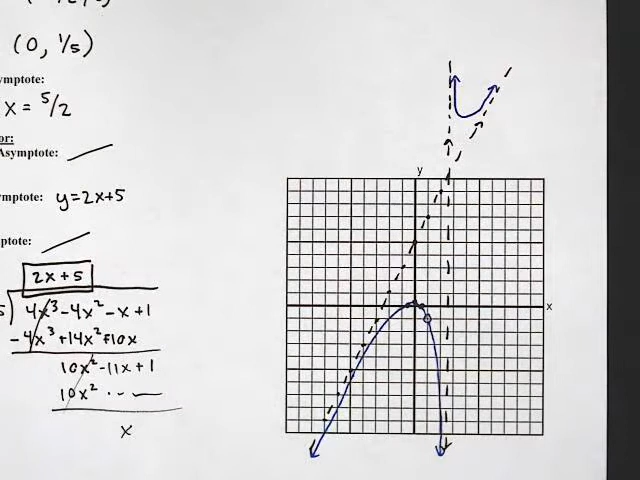 (0, 1/5)
ymptote:
x = 5/2
or:
Asymptote:
ymptote: y=2x+5
ptote:
2x+5
5) 4x³-4x²-x+1
-4x³+14x²+10x
10x²-11x+1
10x²
x
y
x